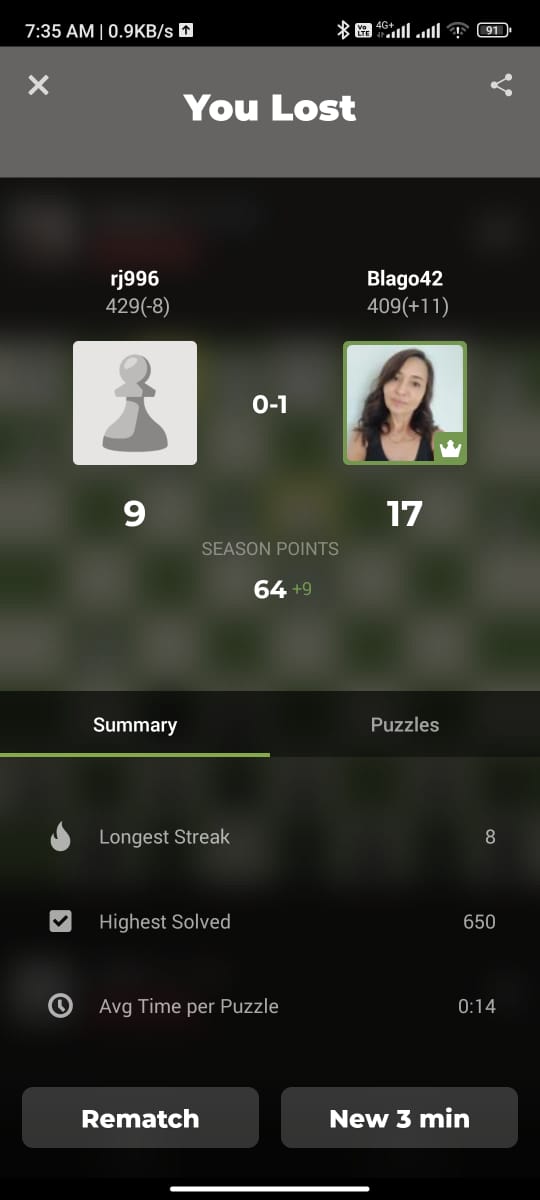 7:35 AM | 0.9KB/s
Vo LTE 4G+ 91
You Lost
rj996 Blago42
429(-8) 409(+11)
0-1
9 17
SEASON POINTS
64 +9
Summary Puzzles
Longest Streak 8
Highest Solved 650
Avg Time per Puzzle 0:14
Rematch New 3 min